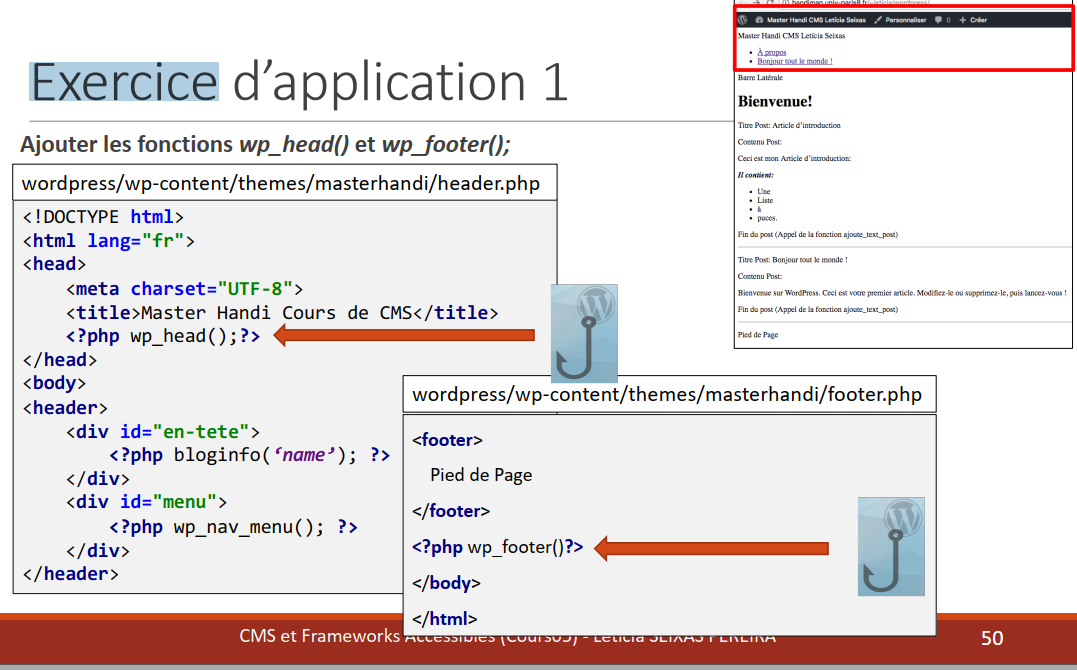 Exercice d’application 1
Ajouter les fonctions wp_head() et wp_footer();
wordpress/wp-content/themes/masterhandi/header.php
<!DOCTYPE html>
<html lang="fr">
<head>
<meta charset="UTF-8">
<title>Master Handi Cours de CMS</title>
<?php wp_head();?>
</head>
<body>
<header>
<div id="en-tete">
<?php bloginfo(‘name’); ?>
</div>
<div id="menu">
<?php wp_nav_menu(); ?>
</div>
</header>
wordpress/wp-content/themes/masterhandi/footer.php
<footer>
Pied de Page
</footer>
<?php wp_footer()?>
</body>
</html>
handiman.univ-paris8.fr/~leticia/wordpress/
Master Handi CMS Letícia Seixas Personnaliser 0 + Créer
Master Handi CMS Letícia Seixas
À propos
Bonjour tout le monde !
Barre Latérale
Bienvenue!
Titre Post: Article d’introduction
Contenu Post:
Ceci est mon Article d’introduction:
Il contient:
Une
Liste
à
puces.
Fin du post (Appel de la fonction ajoute_text_post)
Titre Post: Bonjour tout le monde !
Contenu Post:
Bienvenue sur WordPress. Ceci est votre premier article. Modifiez-le ou supprimez-le, puis lancez-vous !
Fin du post (Appel de la fonction ajoute_text_post)
Pied de Page
CMS et Frameworks Accessibles (Cours05) - Letícia SEIXAS PEREIRA
50